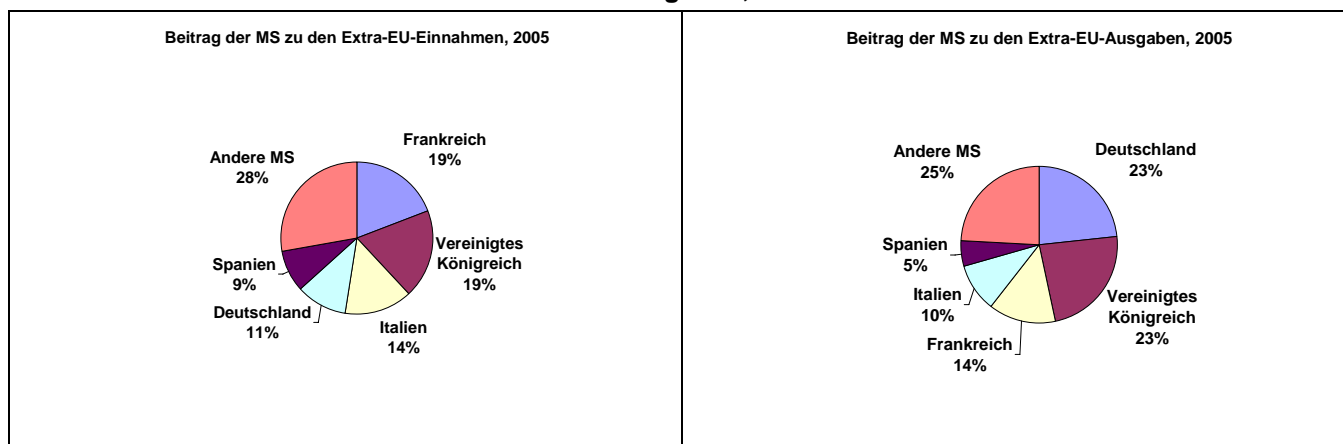 Beitrag der MS zu den Extra-EU-Einnahmen, 2005
Andere MS
28%
Frankreich
19%
Vereinigtes
Königreich
19%
Spanien
9%
Deutschland
11%
Italien
14%
Beitrag der MS zu den Extra-EU-Ausgaben, 2005
Andere MS
25%
Deutschland
23%
Spanien
5%
Italien
10%
Vereinigtes
Königreich
23%
Frankreich
14%